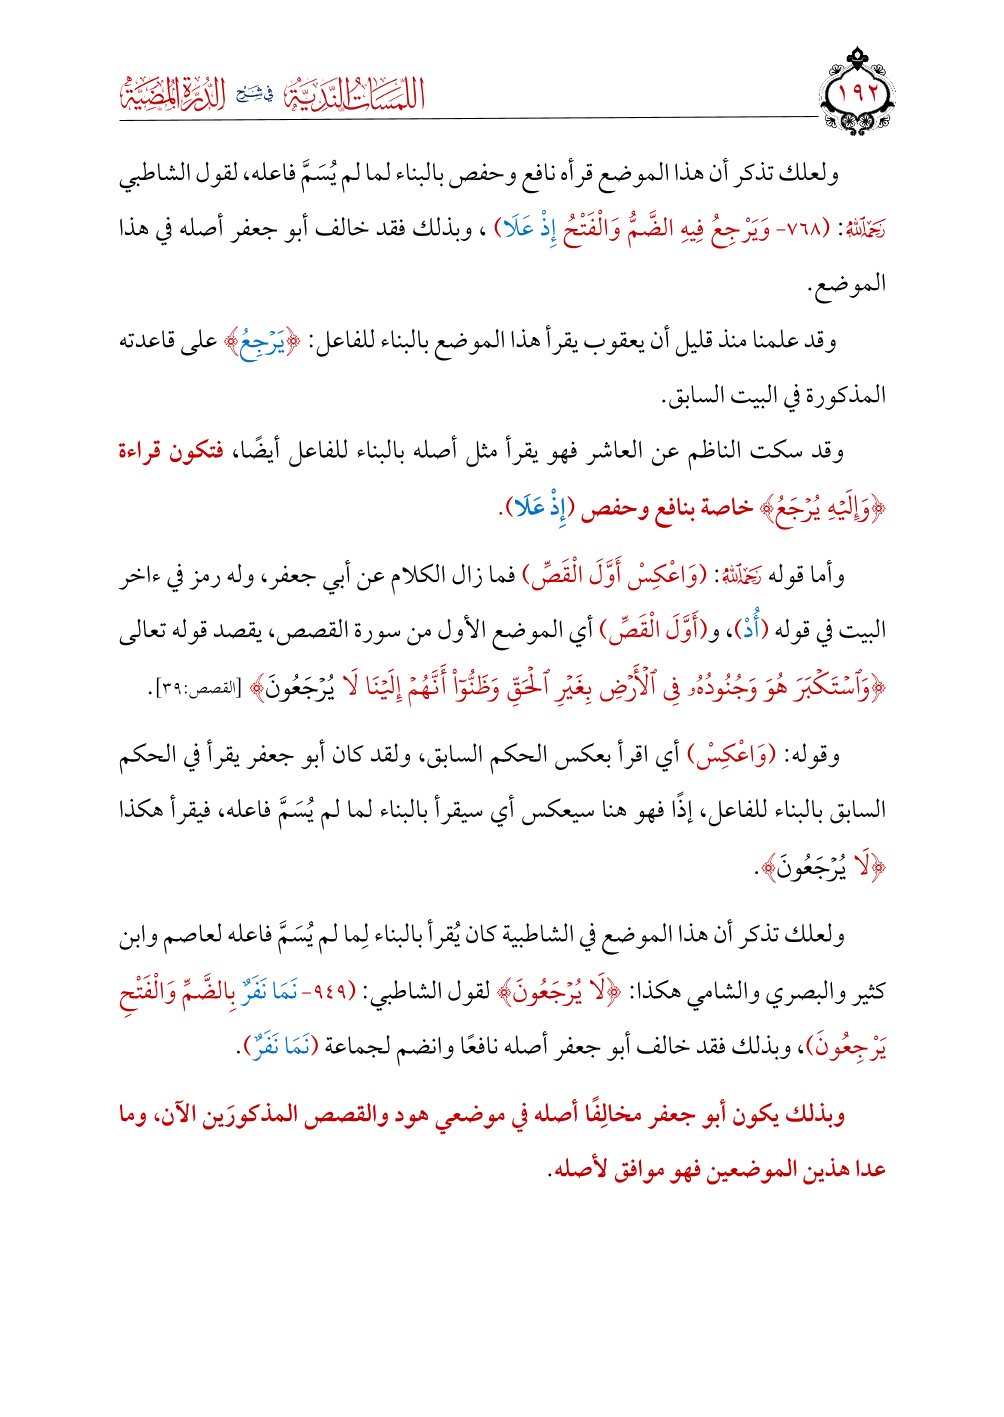 ١٩٢
اللمسات الندية في شرح الدرة المضية
ولعلك تذكر أن هذا الموضع قرأه نافع وحفص بالبناء لما لم يُسَمَّ فاعله، لقول الشاطبي
رَحِمَهُ ٱللَّهُ: (٧٦٨- وَيَرْجِعُ فِيهِ الضَّمُّ وَالْفَتْحُ إِذْ عَلَا) ، وبذلك فقد خالف أبو جعفر أصله في هذا
الموضع.
وقد علمنا منذ قليل أن يعقوب يقرأ هذا الموضع بالبناء للفاعل: ﴿يَرْجِعُ﴾ على قاعدته
المذكورة في البيت السابق.
وقد سكت الناظم عن العاشر فهو يقرأ مثل أصله بالبناء للفاعل أيضًا، فتكون قراءة
﴿وَإِلَيْهِ يُرْجَعُ﴾ خاصة بنافع وحفص (إِذْ عَلَا).
وأما قوله رَحِمَهُ ٱللَّهُ: (وَاعْكِسْ أَوَّلَ الْقَصِّ) فما زال الكلام عن أبي جعفر، وله رمز في ءاخر
البيت في قوله (أُدْ)، و(أَوَّلَ الْقَصِّ) أي الموضع الأول من سورة القصص، يقصد قوله تعالى
﴿وَٱسْتَكْبَرَ هُوَ وَجُنُودُهُۥ فِى ٱلْأَرْضِ بِغَيْرِ ٱلْحَقِّ وَظَنُّوٓا۟ أَنَّهُمْ إِلَيْنَا لَا يُرْجَعُونَ﴾ [القصص:٣٩].
وقوله: (وَاعْكِسْ) أي اقرأ بعكس الحكم السابق، ولقد كان أبو جعفر يقرأ في الحكم
السابق بالبناء للفاعل، إذًا فهو هنا سيعكس أي سيقرأ بالبناء لما لم يُسَمَّ فاعله، فيقرأ هكذا
﴿لَا يُرْجَعُونَ﴾.
ولعلك تذكر أن هذا الموضع في الشاطبية كان يُقرأ بالبناء لِما لم يُسَمَّ فاعله لعاصم وابن
كثير والبصري والشامي هكذا: ﴿لَا يُرْجَعُونَ﴾ لقول الشاطبي: (٩٤٩- نَمَا نَفَرٌ بِالضَّمِّ وَالْفَتْحِ
يَرْجِعُونَ)، وبذلك فقد خالف أبو جعفر أصله نافعًا وانضم لجماعة (نَمَا نَفَرٌ).
وبذلك يكون أبو جعفر مخالِفًا أصله في موضعي هود والقصص المذكورَين الآن، وما
عدا هذين الموضعين فهو موافق لأصله.